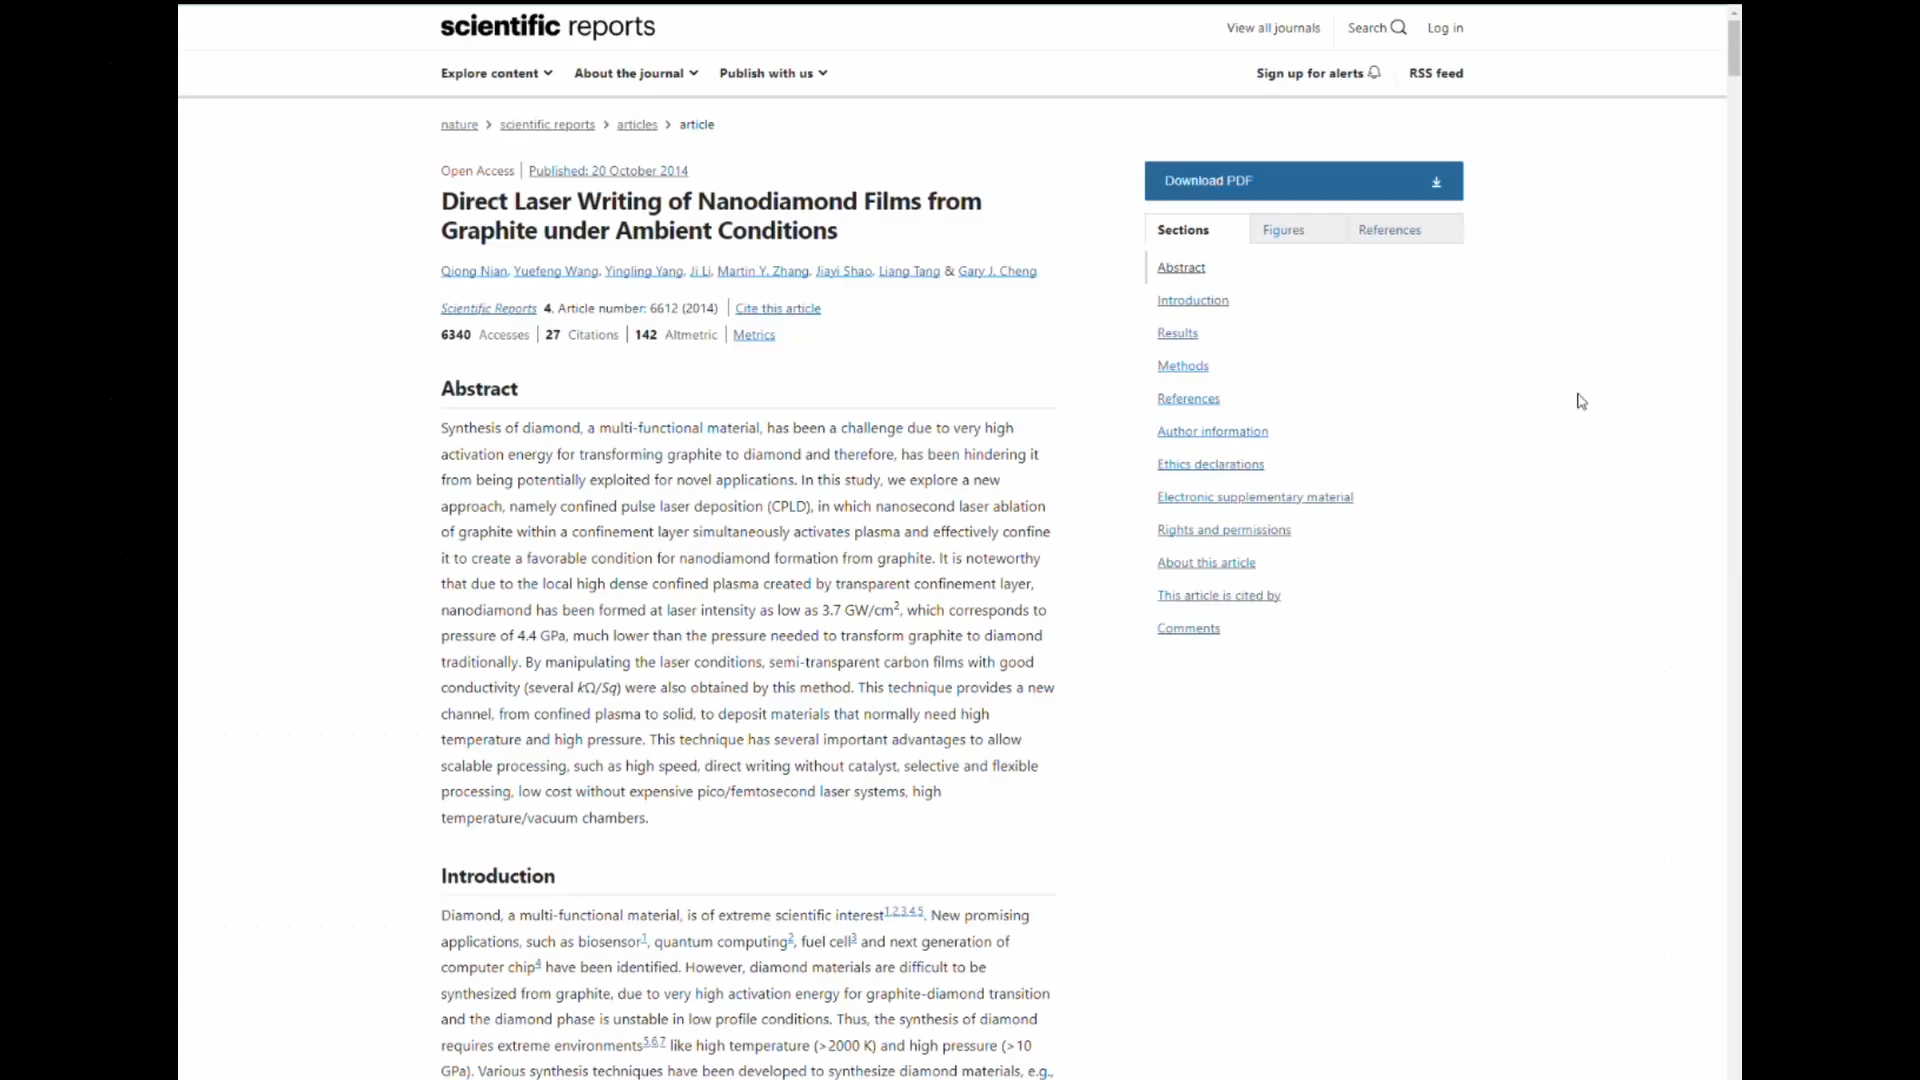 scientific reports
View all journals
Search
Log in
Explore content
About the journal
Publish with us
Sign up for alerts
RSS feed
nature > scientific reports > articles > article
Open Access | Published: 20 October 2014
Direct Laser Writing of Nanodiamond Films from
Graphite under Ambient Conditions
Qiong Nian, Yuefeng Wang, Yingling Yang, Ji Li, Martin Y. Zhang, Jiayi Shao, Liang Tang & Gary J. Cheng
Scientific Reports 4, Article number: 6612 (2014) | Cite this article
6340 Accesses | 27 Citations | 142 Altmetric | Metrics
Abstract
Synthesis of diamond, a multi-functional material, has been a challenge due to very high
activation energy for transforming graphite to diamond and therefore, has been hindering it
from being potentially exploited for novel applications. In this study, we explore a new
approach, namely confined pulse laser deposition (CPLD), in which nanosecond laser ablation
of graphite within a confinement layer simultaneously activates plasma and effectively confine
it to create a favorable condition for nanodiamond formation from graphite. It is noteworthy
that due to the local high dense confined plasma created by transparent confinement layer,
nanodiamond has been formed at laser intensity as low as 3.7 GW/cm2, which corresponds to
pressure of 4.4 GPa, much lower than the pressure needed to transform graphite to diamond
traditionally. By manipulating the laser conditions, semi-transparent carbon films with good
conductivity (several kΩ/Sq) were also obtained by this method. This technique provides a new
channel, from confined plasma to solid, to deposit materials that normally need high
temperature and high pressure. This technique has several important advantages to allow
scalable processing, such as high speed, direct writing without catalyst, selective and flexible
processing, low cost without expensive pico/femtosecond laser systems, high
temperature/vacuum chambers.
Introduction
Diamond, a multi-functional material, is of extreme scientific interest1,2,3,4,5. New promising
applications, such as biosensor1, quantum computing2, fuel cell3 and next generation of
computer chip4 have been identified. However, diamond materials are difficult to be
synthesized from graphite, due to very high activation energy for graphite-diamond transition
and the diamond phase is unstable in low profile conditions. Thus, the synthesis of diamond
requires extreme environments5,6,7 like high temperature (>2000 K) and high pressure (>10
GPa). Various synthesis techniques have been developed to synthesize diamond materials, e.g.,
Download PDF
Sections
Figures
References
Abstract
Introduction
Results
Methods
References
Author information
Ethics declarations
Electronic supplementary material
Rights and permissions
About this article
This article is cited by
Comments